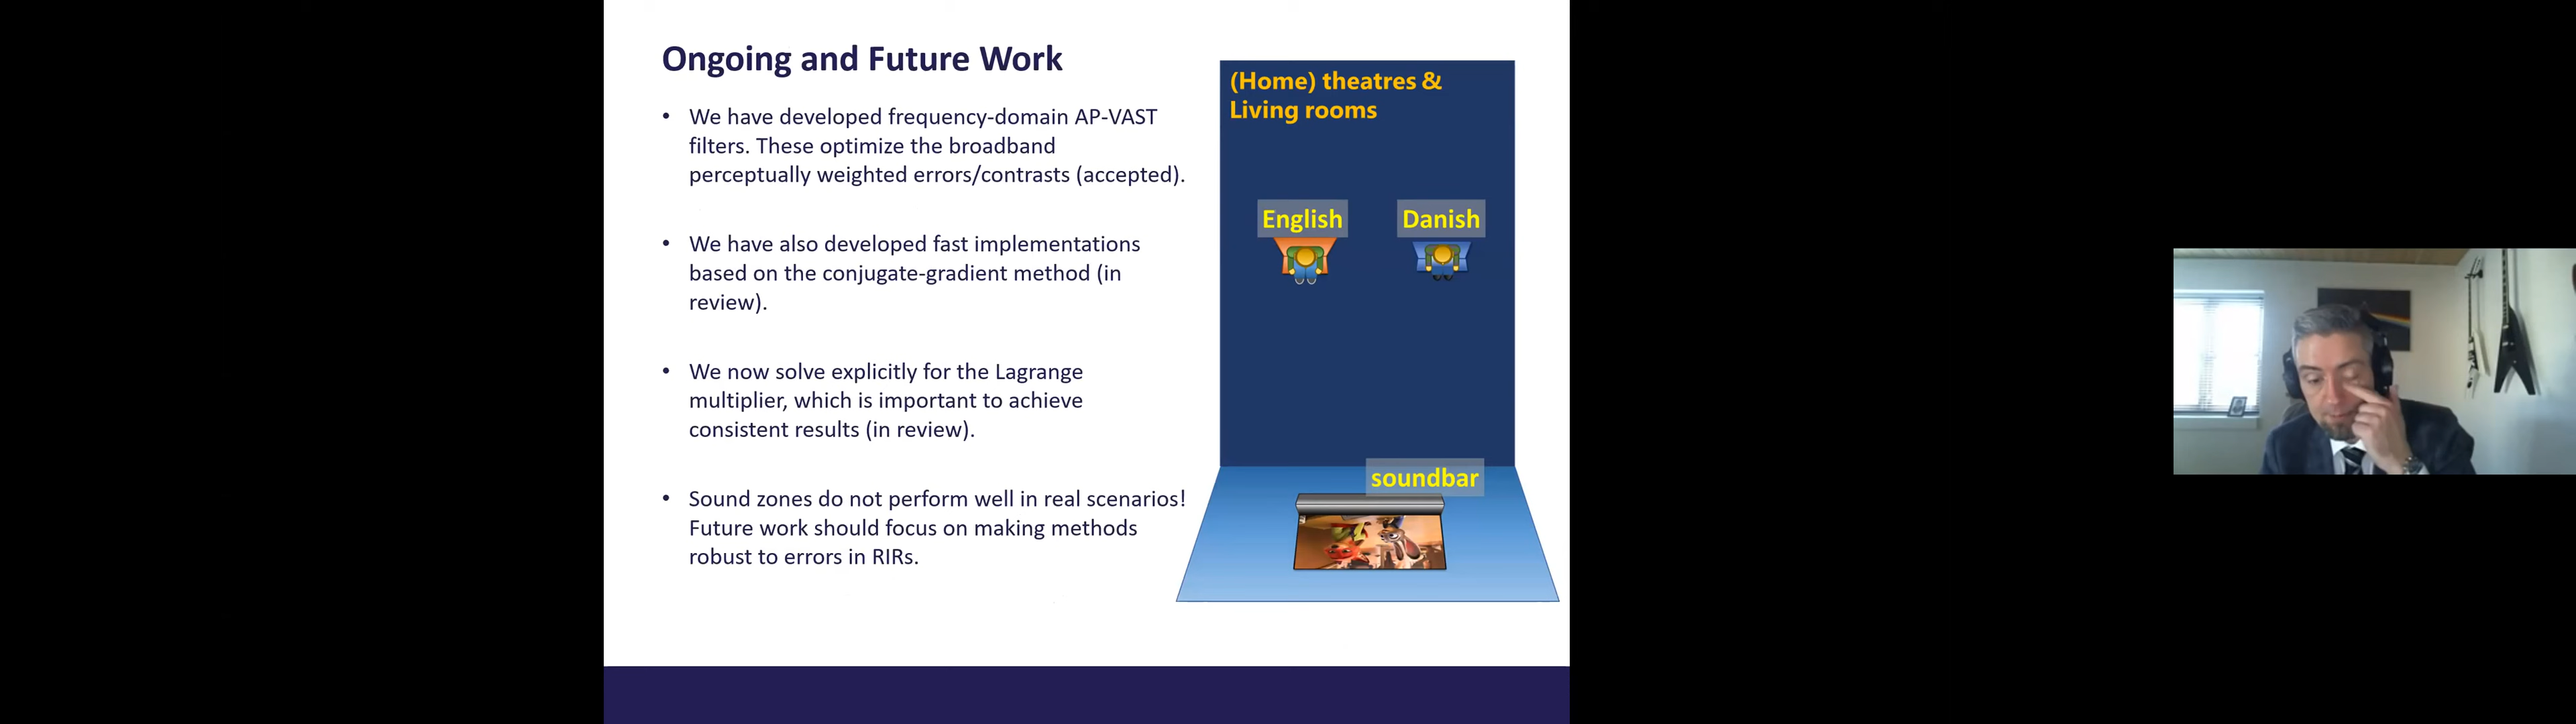 Ongoing and Future Work
• We have developed frequency-domain AP-VAST
filters. These optimize the broadband
perceptually weighted errors/contrasts (accepted).
• We have also developed fast implementations
based on the conjugate-gradient method (in
review).
• We now solve explicitly for the Lagrange
multiplier, which is important to achieve
consistent results (in review).
• Sound zones do not perform well in real scenarios!
Future work should focus on making methods
robust to errors in RIRs.
(Home) theatres &
Living rooms
English
Danish
soundbar